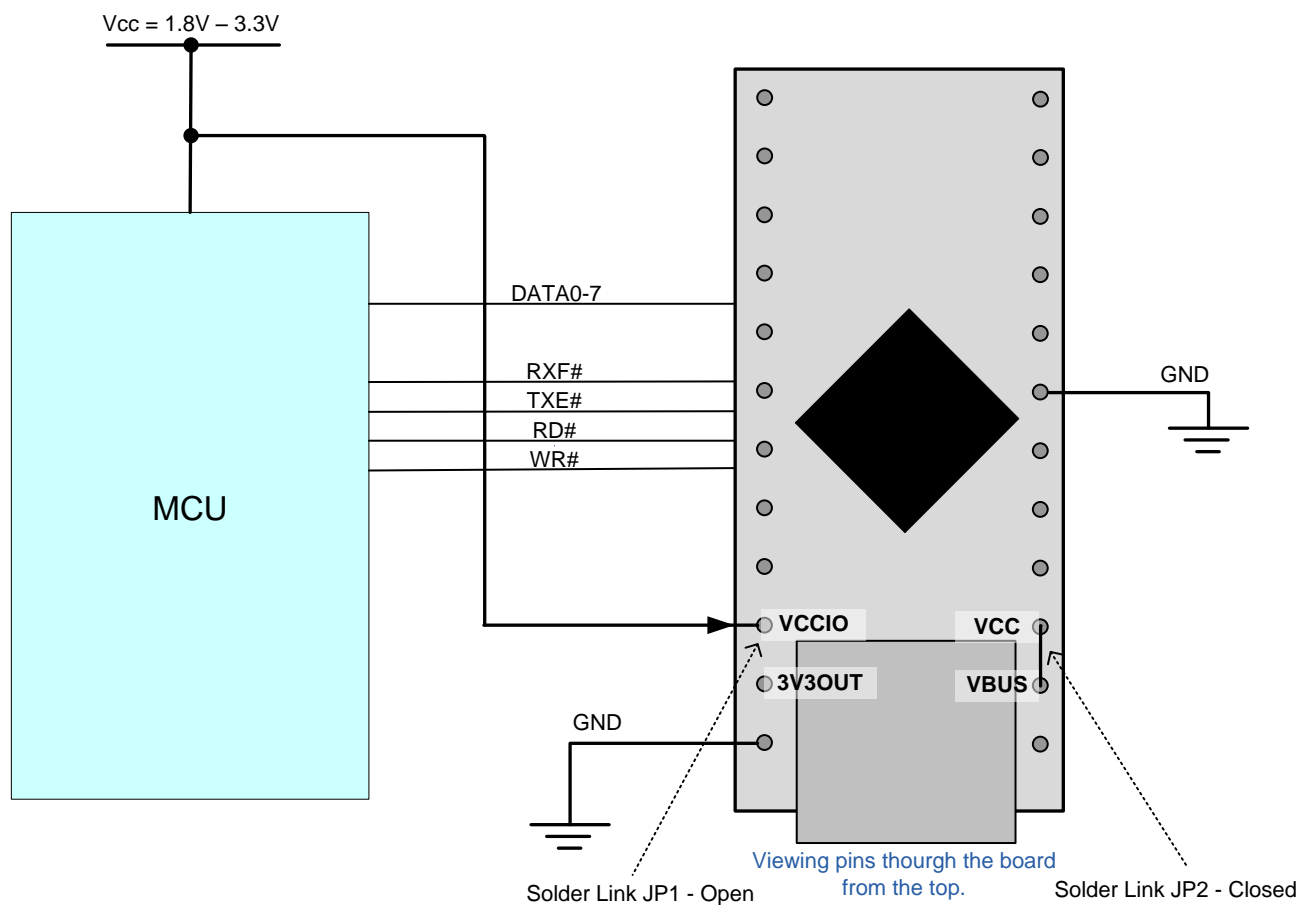 Vcc = 1.8V – 3.3V
DATA0-7
RXF#
TXE#
RD#
WR#
MCU
GND
VCCIO
VCC
3V3OUT
VBUS
GND
Viewing pins thourgh the board
from the top.
Solder Link JP1 - Open
Solder Link JP2 - Closed